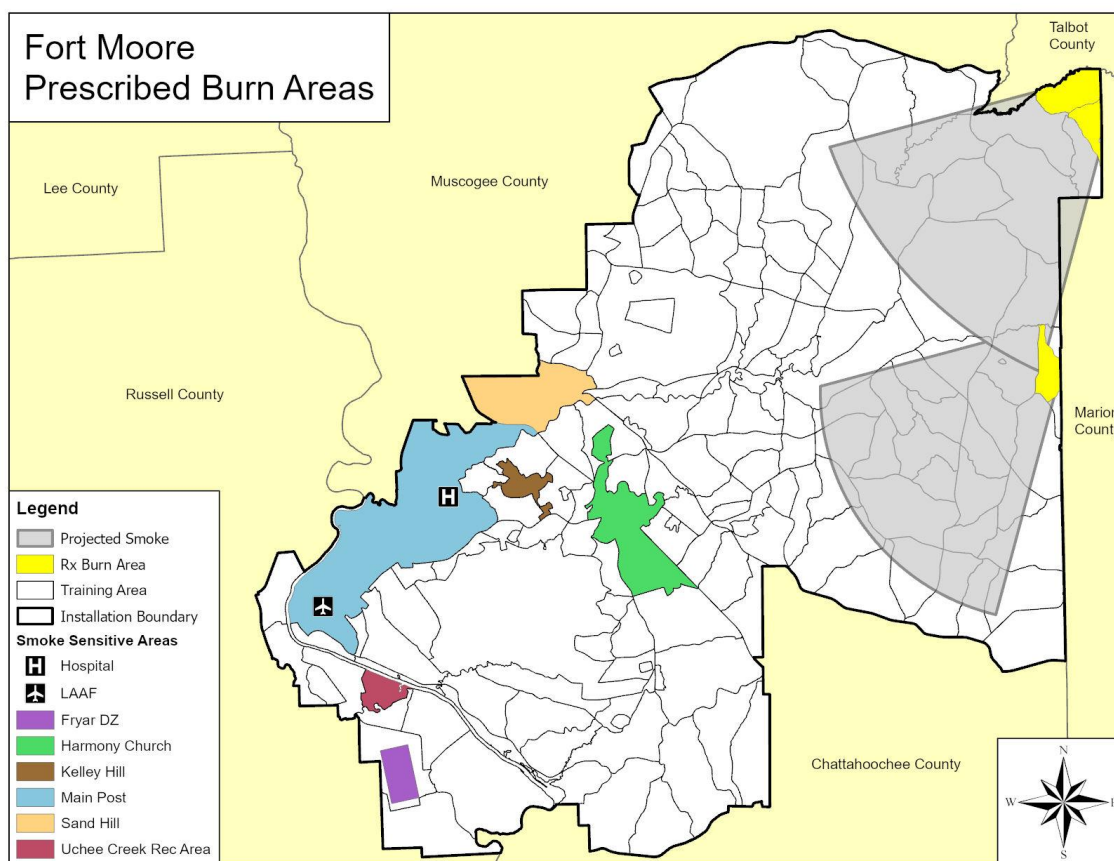 Fort Moore
Prescribed Burn Areas
Talbot
County
Lee County
Muscogee County
Russell County
Marion
County
H
Legend
Projected Smoke
Rx Burn Area
Training Area
Installation Boundary
Smoke Sensitive Areas
H
Hospital
LAAF
Fryar DZ
Harmony Church
Kelley Hill
Main Post
Sand Hill
Uchee Creek Rec Area
Chattahoochee County
N
W
E
S